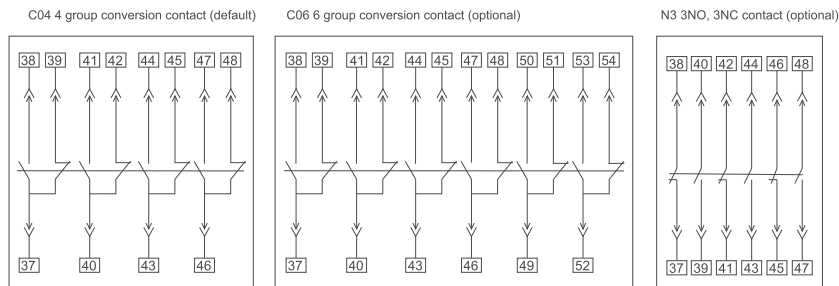 C04 4 group conversion contact (default)
C06 6 group conversion contact (optional)
N3 3NO, 3NC contact (optional)
38 39 41 42 44 45 47 48
38 39 41 42 44 45 47 48 50 51 53 54
38 40 42 44 46 48
37 40 43 46
37 40 43 46 49 52
37 39 41 43 45 47